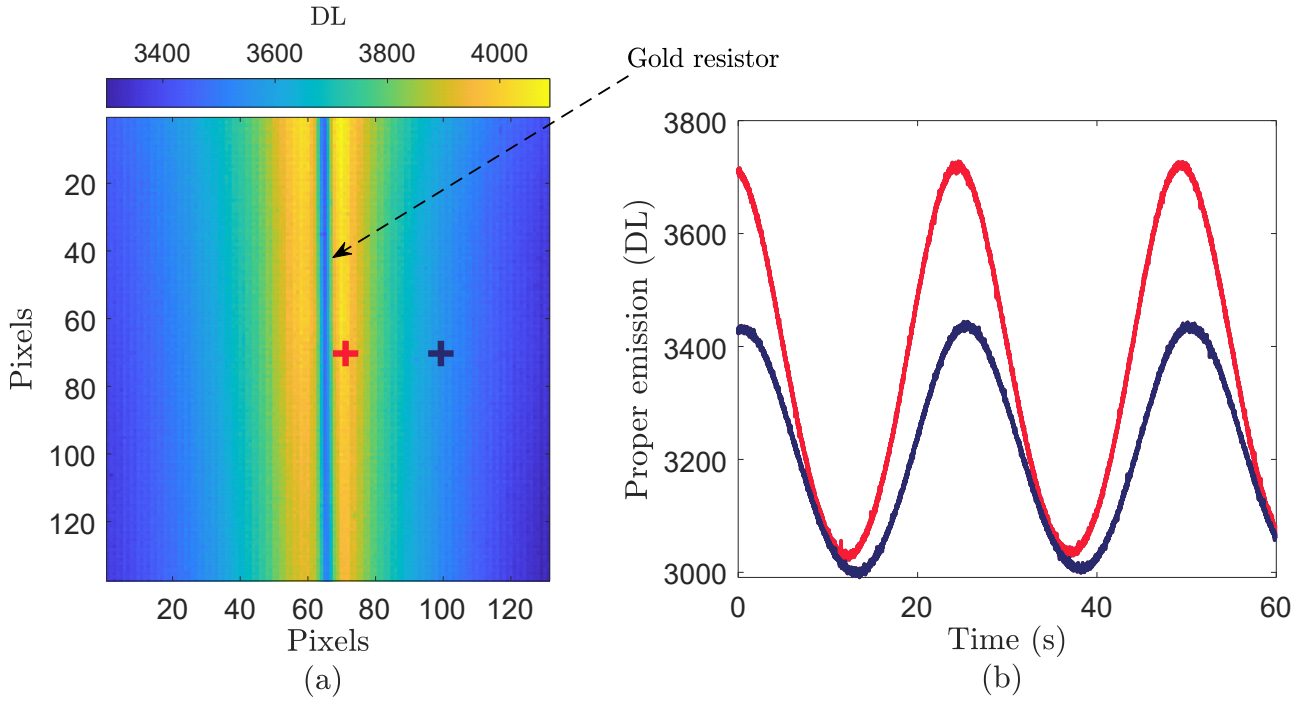 DL
3400 3600 3800 4000
Gold resistor
20
40
60
80
100
120
Pixels
20 40 60 80 100 120
Pixels
(a)
3800
3600
3400
3200
3000
Proper emission (DL)
0 20 40 60
Time (s)
(b)